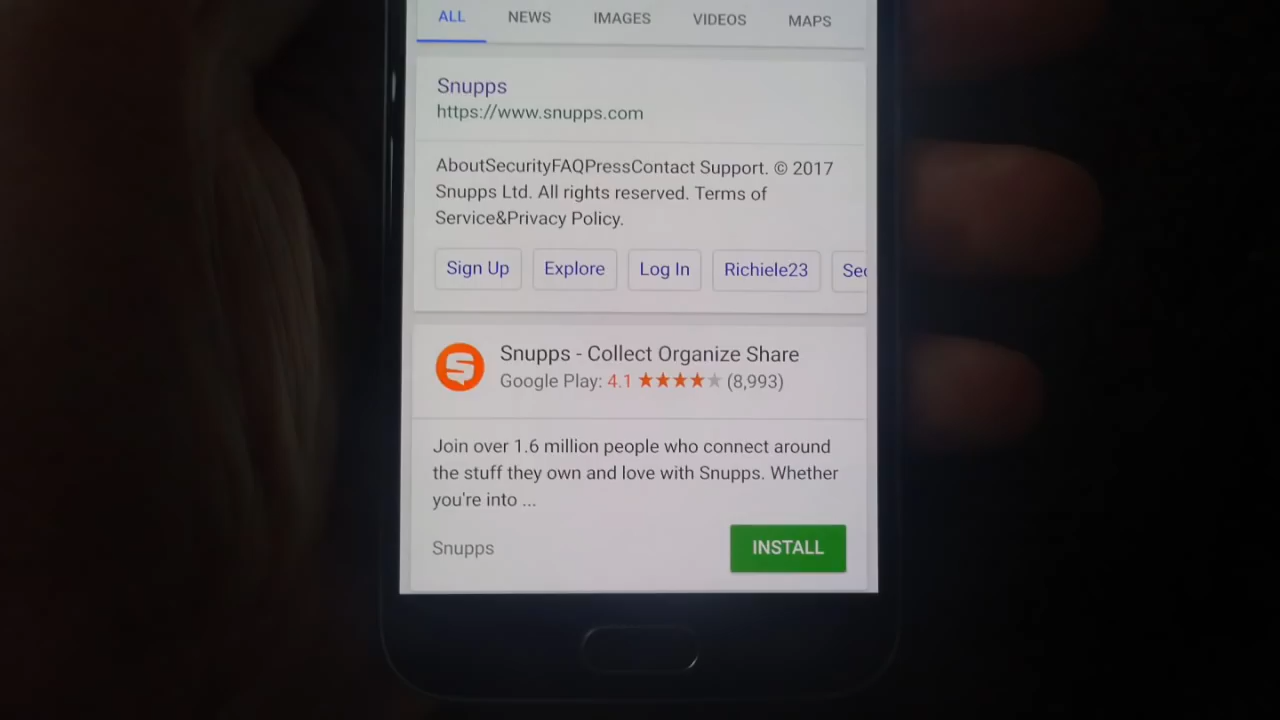 ALL NEWS IMAGES VIDEOS MAPS
Snupps
https://www.snupps.com
AboutSecurityFAQPressContact Support. © 2017
Snupps Ltd. All rights reserved. Terms of
Service&Privacy Policy.
Sign Up Explore Log In Richiele23 Sec
Snupps - Collect Organize Share
Google Play: 4.1 ★★★★★ (8,993)
Join over 1.6 million people who connect around
the stuff they own and love with Snupps. Whether
you're into ...
Snupps INSTALL